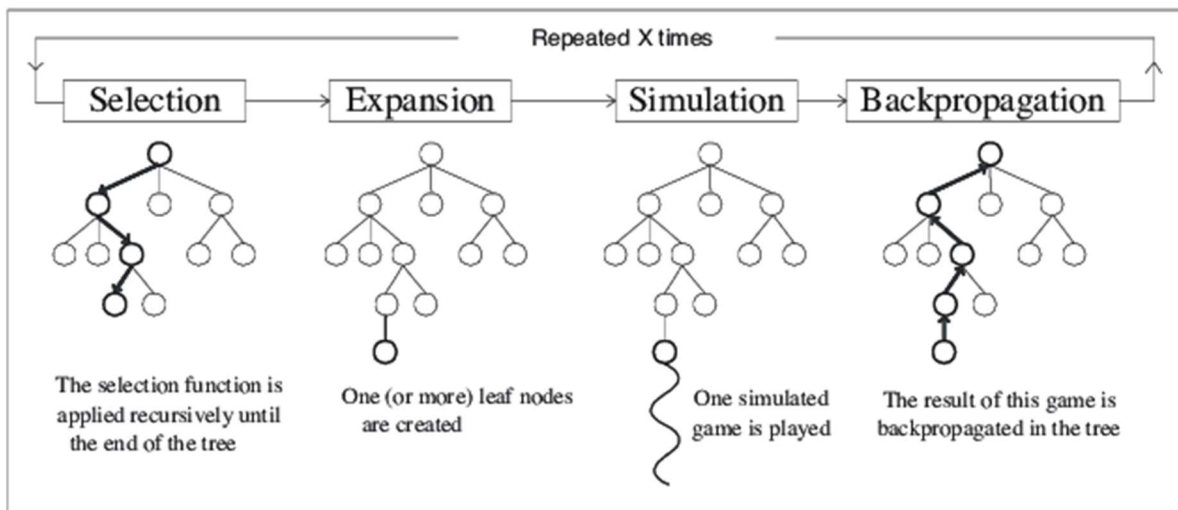 Repeated X times
Selection
Expansion
Simulation
Backpropagation
The selection function is
applied recursively until
the end of the tree
One (or more) leaf nodes
are created
One simulated
game is played
The result of this game is
backpropagated in the tree